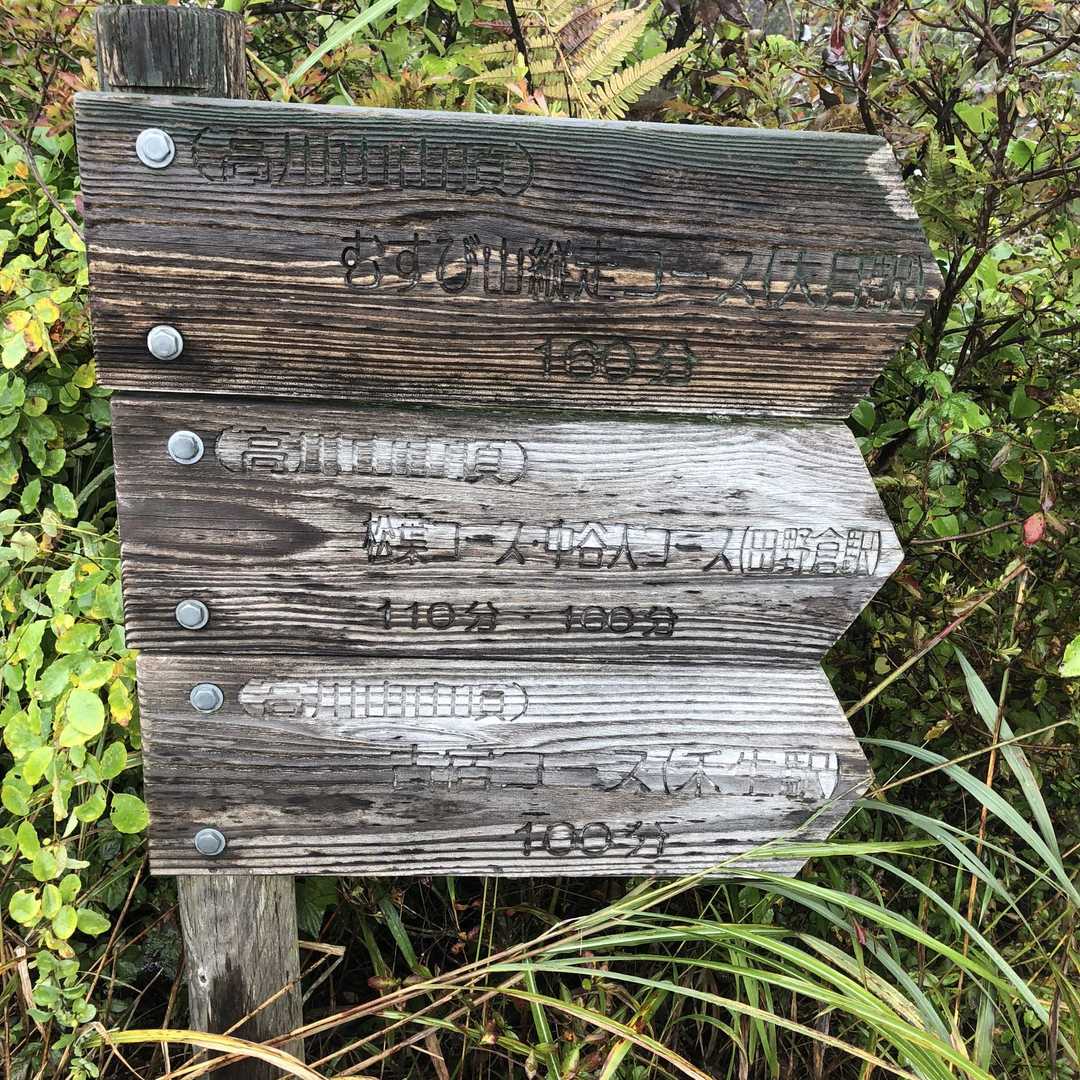 （高川山山頂）
むすび山縦走コース（大月駅）
160分
（高川山山頂）
松葉コース・中谷入コース（田野倉駅）
110分・160分
（高川山山頂）
古宿コース（禾生駅）
100分